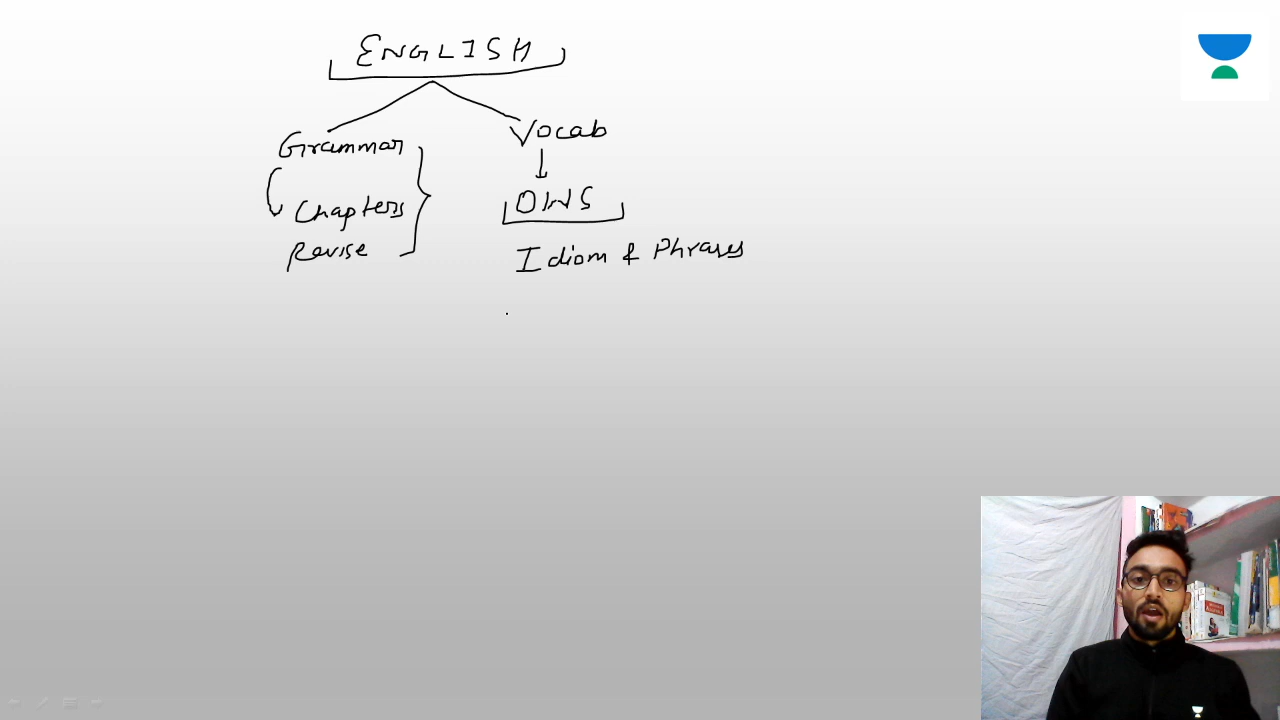 ENGLISH
Grammar
Vocab
Chapters
OWS
Revise
Idiom & Phrases